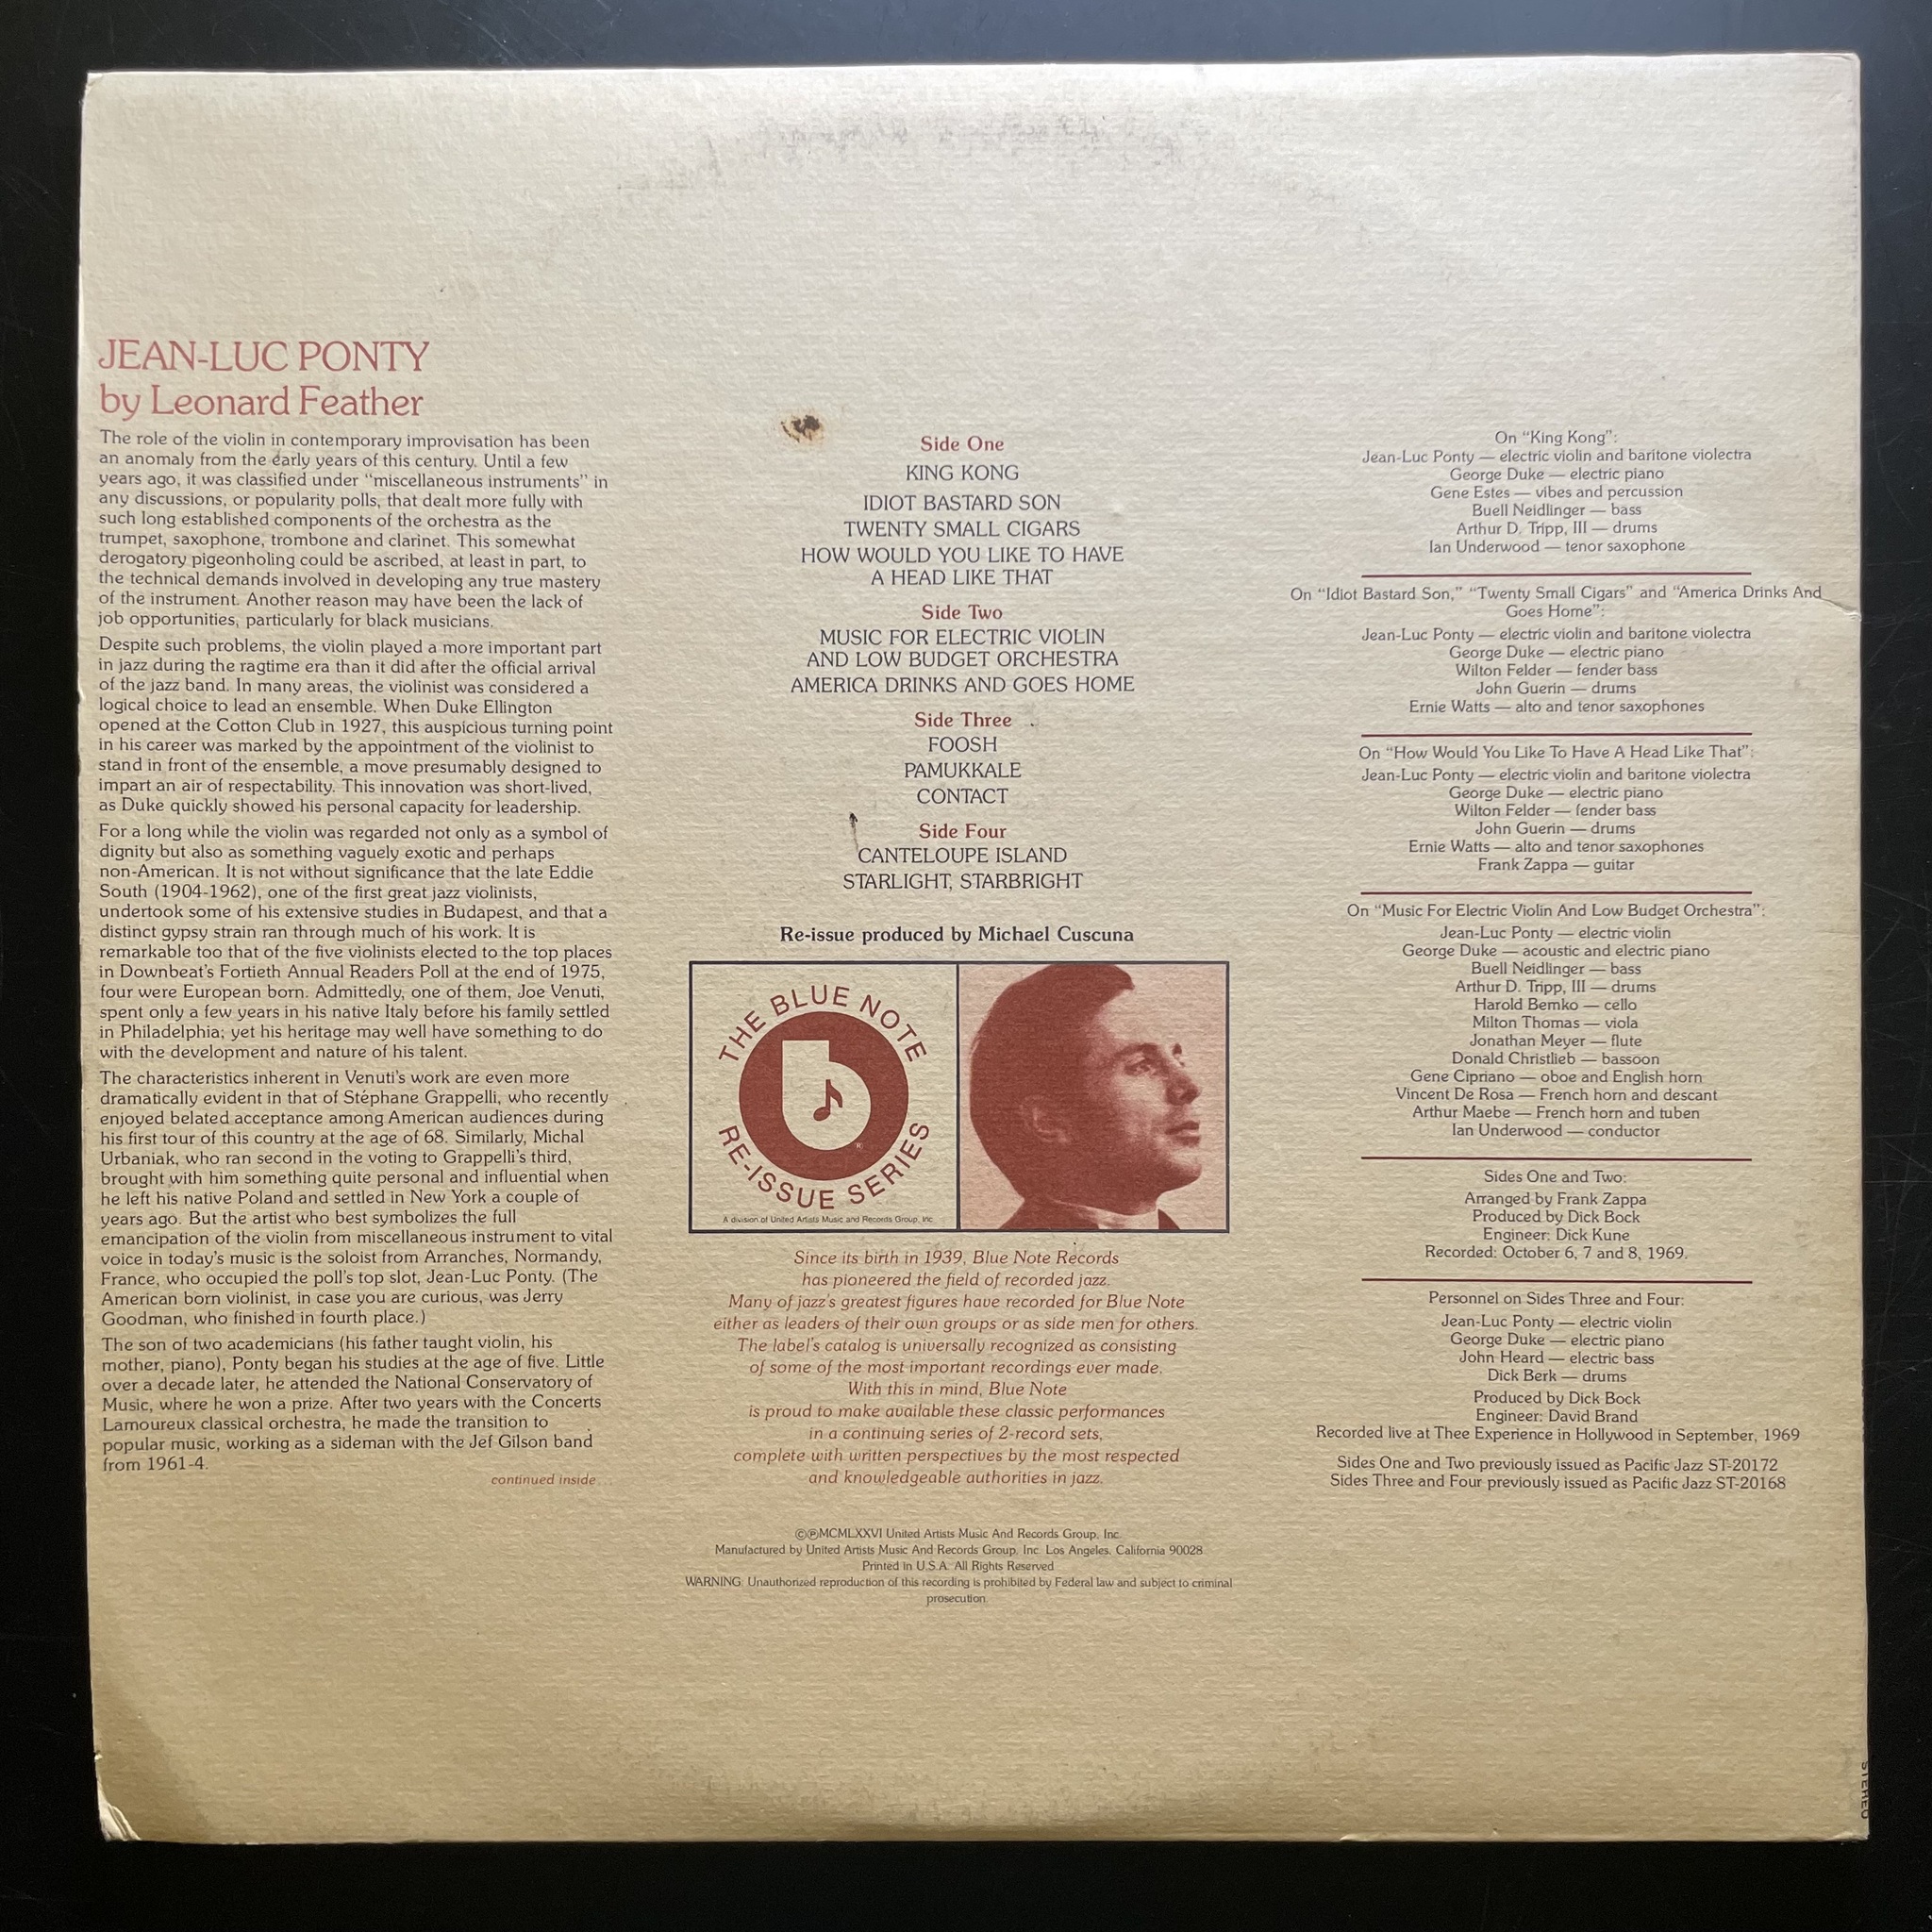 JEAN-LUC PONTY
by Leonard Feather
The role of the violin in contemporary improvisation has been
an anomaly from the early years of this century. Until a few
years ago, it was classified under “miscellaneous instruments” in
any discussions, or popularity polls, that dealt more fully with
such long established components of the orchestra as the
trumpet, saxophone, trombone and clarinet. This somewhat
derogatory pigeonholing could be ascribed, at least in part, to
the technical demands involved in developing any true mastery
of the instrument. Another reason may have been the lack of
job opportunities, particularly for black musicians.
Despite such problems, the violin played a more important part
in jazz during the ragtime era than it did after the official arrival
of the jazz band. In many areas, the violinist was considered a
logical choice to lead an ensemble. When Duke Ellington
opened at the Cotton Club in 1927, this auspicious turning point
in his career was marked by the appointment of the violinist to
stand in front of the ensemble, a move presumably designed to
impart an air of respectability. This innovation was short-lived,
as Duke quickly showed his personal capacity for leadership.
For a long while the violin was regarded not only as a symbol of
dignity but also as something vaguely exotic and perhaps
non-American. It is not without significance that the late Eddie
South (1904-1962), one of the first great jazz violinists,
undertook some of his extensive studies in Budapest, and that a
distinct gypsy strain ran through much of his work. It is
remarkable too that of the five violinists elected to the top places
in Downbeat's Fortieth Annual Readers Poll at the end of 1975,
four were European born. Admittedly, one of them, Joe Venuti,
spent only a few years in his native Italy before his family settled
in Philadelphia; yet his heritage may well have something to do
with the development and nature of his talent.
The characteristics inherent in Venuti's work are even more
dramatically evident in that of Stéphane Grappelli, who recently
enjoyed belated acceptance among American audiences during
his first tour of this country at the age of 68. Similarly, Michal
Urbaniak, who ran second in the voting to Grappelli's third,
brought with him something quite personal and influential when
he left his native Poland and settled in New York a couple of
years ago. But the artist who best symbolizes the full
emancipation of the violin from miscellaneous instrument to vital
voice in today's music is the soloist from Arranches, Normandy,
France, who occupied the poll's top slot, Jean-Luc Ponty. (The
American born violinist, in case you are curious, was Jerry
Goodman, who finished in fourth place.)
The son of two academicians (his father taught violin, his
mother, piano), Ponty began his studies at the age of five. Little
over a decade later, he attended the National Conservatory of
Music, where he won a prize. After two years with the Concerts
Lamoureux classical orchestra, he made the transition to
popular music, working as a sideman with the Jef Gilson band
from 1961-4.
continued inside...
Side One
KING KONG
IDIOT BASTARD SON
TWENTY SMALL CIGARS
HOW WOULD YOU LIKE TO HAVE
A HEAD LIKE THAT
Side Two
MUSIC FOR ELECTRIC VIOLIN
AND LOW BUDGET ORCHESTRA
AMERICA DRINKS AND GOES HOME
Side Three
FOOSH
PAMUKKALE
CONTACT
Side Four
CANTELOUPE ISLAND
STARLIGHT, STARBRIGHT
Re-issue produced by Michael Cuscuna
THE BLUE NOTE
b
®
RE-ISSUE SERIES
A division of United Artists Music and Records Group, Inc.
Since its birth in 1939, Blue Note Records
has pioneered the field of recorded jazz.
Many of jazz's greatest figures have recorded for Blue Note
either as leaders of their own groups or as side men for others.
The label's catalog is universally recognized as consisting
of some of the most important recordings ever made.
With this in mind, Blue Note
is proud to make available these classic performances
in a continuing series of 2-record sets,
complete with written perspectives by the most respected
and knowledgeable authorities in jazz.
©℗MCMLXXVI United Artists Music And Records Group, Inc.
Manufactured by United Artists Music And Records Group, Inc. Los Angeles, California 90028
Printed in U.S.A. All Rights Reserved
WARNING: Unauthorized reproduction of this recording is prohibited by Federal law and subject to criminal
prosecution.
On “King Kong”:
Jean-Luc Ponty — electric violin and baritone violectra
George Duke — electric piano
Gene Estes — vibes and percussion
Buell Neidlinger — bass
Arthur D. Tripp, III — drums
Ian Underwood — tenor saxophone
On “Idiot Bastard Son,” “Twenty Small Cigars” and “America Drinks And
Goes Home”:
Jean-Luc Ponty — electric violin and baritone violectra
George Duke — electric piano
Wilton Felder — fender bass
John Guerin — drums
Ernie Watts — alto and tenor saxophones
On “How Would You Like To Have A Head Like That”:
Jean-Luc Ponty — electric violin and baritone violectra
George Duke — electric piano
Wilton Felder — fender bass
John Guerin — drums
Ernie Watts — alto and tenor saxophones
Frank Zappa — guitar
On “Music For Electric Violin And Low Budget Orchestra”:
Jean-Luc Ponty — electric violin
George Duke — acoustic and electric piano
Buell Neidlinger — bass
Arthur D. Tripp, III — drums
Harold Bemko — cello
Milton Thomas — viola
Jonathan Meyer — flute
Donald Christlieb — bassoon
Gene Cipriano — oboe and English horn
Vincent De Rosa — French horn and descant
Arthur Maebe — French horn and tuben
Ian Underwood — conductor
Sides One and Two:
Arranged by Frank Zappa
Produced by Dick Bock
Engineer: Dick Kune
Recorded: October 6, 7 and 8, 1969.
Personnel on Sides Three and Four:
Jean-Luc Ponty — electric violin
George Duke — electric piano
John Heard — electric bass
Dick Berk — drums
Produced by Dick Bock
Engineer: David Brand
Recorded live at Thee Experience in Hollywood in September, 1969
Sides One and Two previously issued as Pacific Jazz ST-20172
Sides Three and Four previously issued as Pacific Jazz ST-20168
STEREO